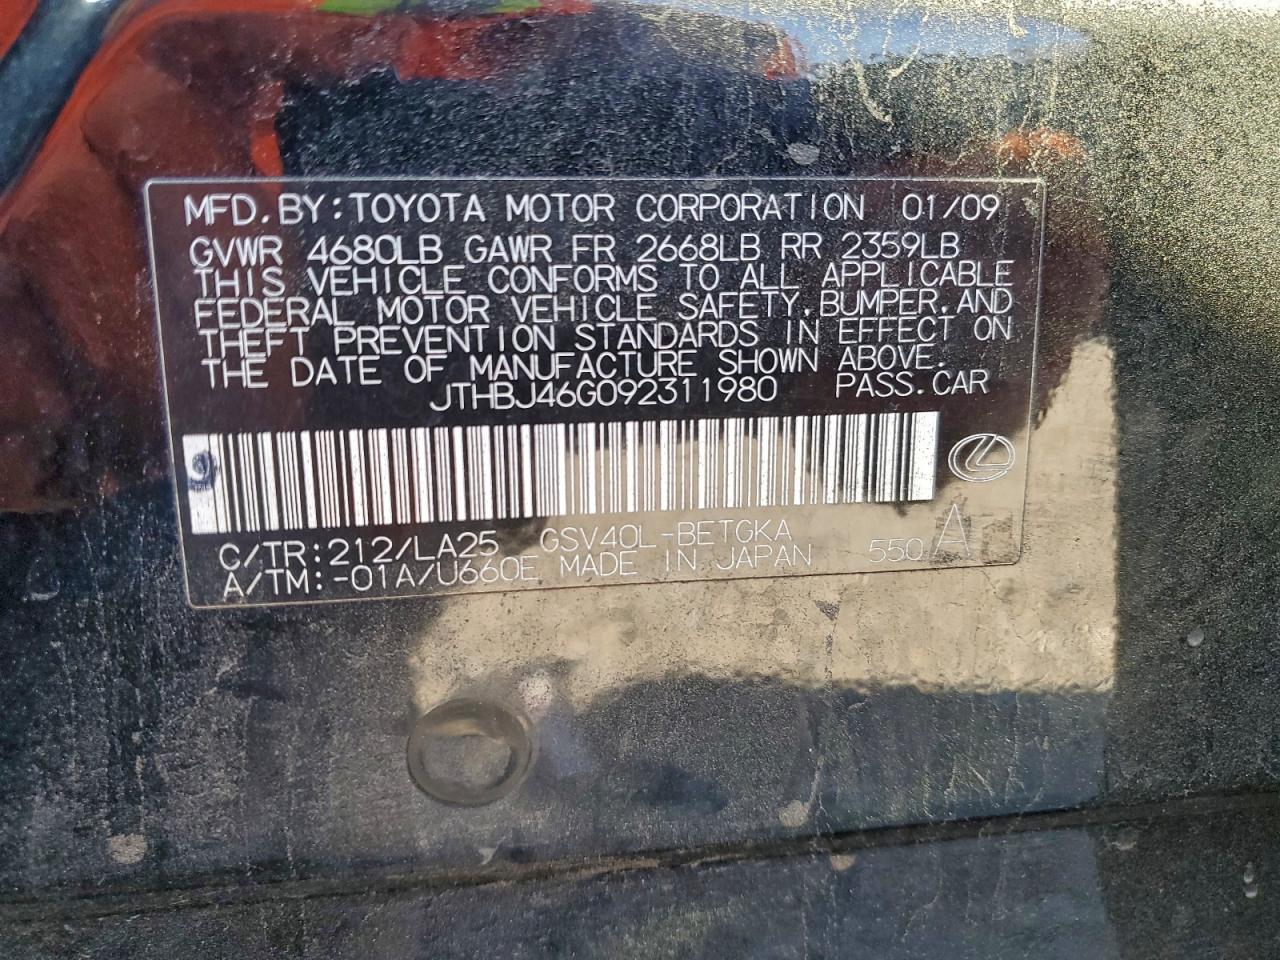 MFD.BY:TOYOTA MOTOR CORPORATION 01/09
GVWR 4680LB GAWR FR 2668LB RR 2359LB
THIS VEHICLE CONFORMS TO ALL APPLICABLE
FEDERAL MOTOR VEHICLE SAFETY,BUMPER,AND
THEFT PREVENTION STANDARDS IN EFFECT ON
THE DATE OF MANUFACTURE SHOWN ABOVE.
JTHBJ46G092311980 PASS.CAR
C/TR:212/LA25 GSV40L-BETGKA
A/TM:-01A/U660E MADE IN JAPAN 550 A